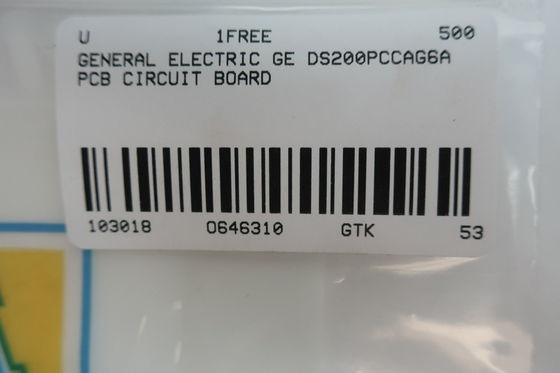 U 1FREE 500
GENERAL ELECTRIC GE DS200PCCAG6A
PCB CIRCUIT BOARD
103018 0646310 GTK 53